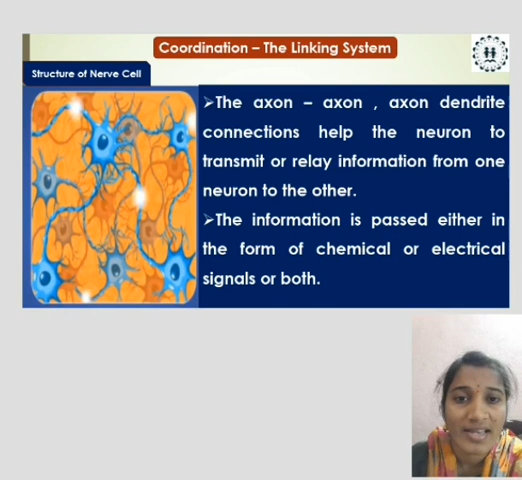 Coordination – The Linking System
Structure of Nerve Cell
➢The axon – axon , axon dendrite
connections help the neuron to
transmit or relay information from one
neuron to the other.
➢The information is passed either in
the form of chemical or electrical
signals or both.